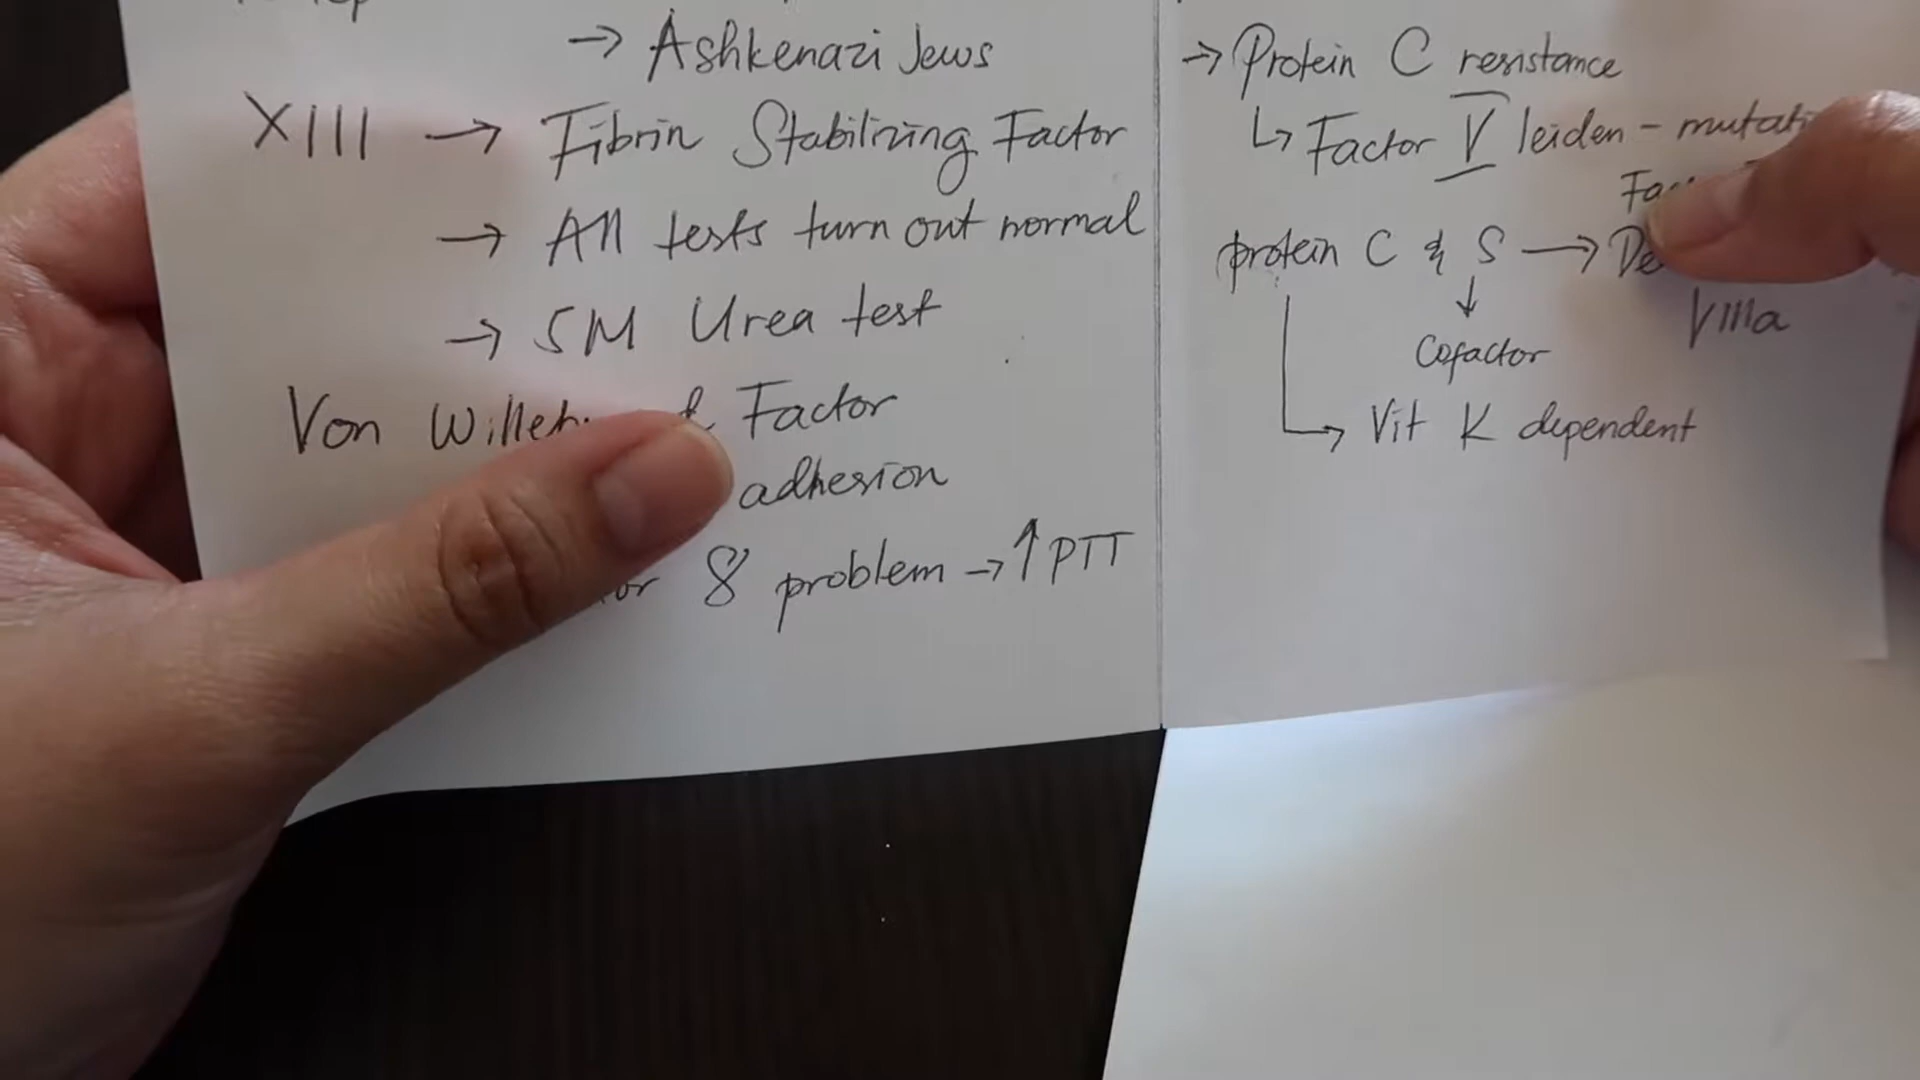 → Ashkenazi Jews
XIII → Fibrin Stabilizing Factor
→ All tests turn out normal
→ 5M Urea test
Von Factor
adhesion
8 problem → ↑ PTT
→ Protein C resistance
↳ Factor V leiden -
protein C & S →
VIIIa
↓
Cofactor
↳ Vit K dependent